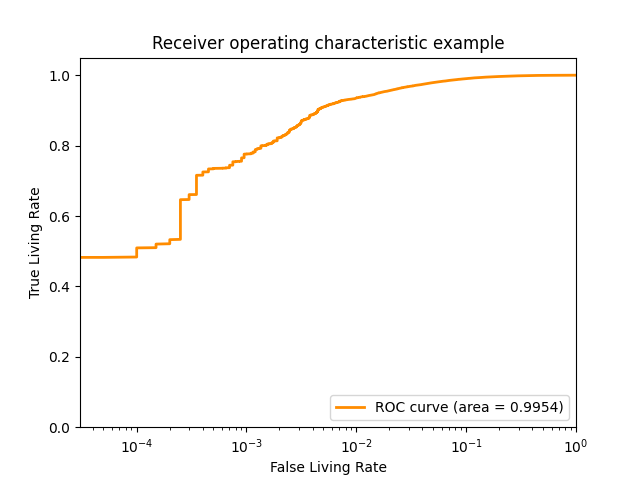 Receiver operating characteristic example
True Living Rate
1.0
0.8
0.6
0.4
0.2
0.0
10⁻⁴
10⁻³
10⁻²
10⁻¹
10⁰
False Living Rate
ROC curve (area = 0.9954)